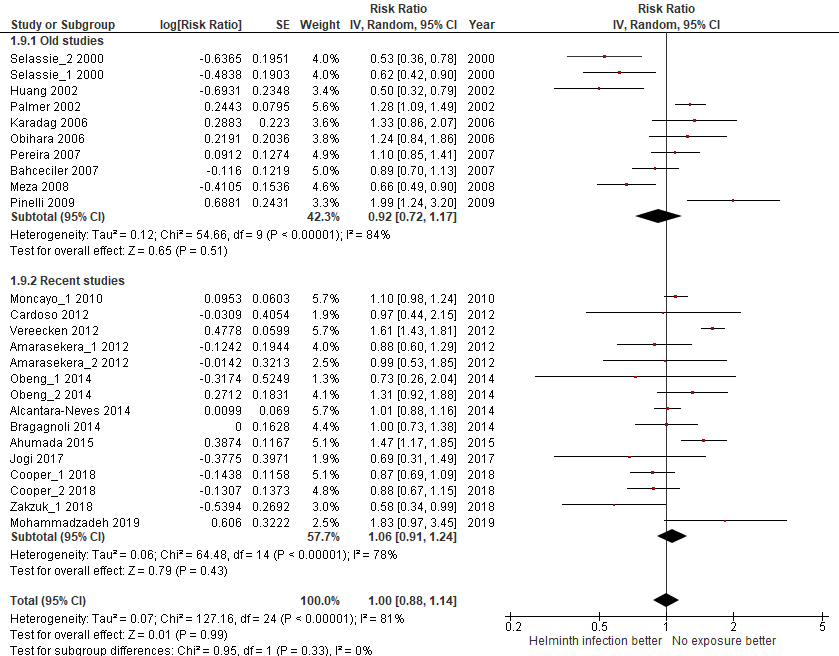 Risk Ratio Risk Ratio
Study or Subgroup log[Risk Ratio] SE Weight IV, Random, 95% CI Year IV, Random, 95% CI
1.9.1 Old studies
Selassie_2 2000 -0.6365 0.1951 4.0% 0.53 [0.36, 0.78] 2000
Selassie_1 2000 -0.4838 0.1903 4.0% 0.62 [0.42, 0.90] 2000
Huang 2002 -0.6931 0.2348 3.4% 0.50 [0.32, 0.79] 2002
Palmer 2002 0.2443 0.0795 5.5% 1.28 [1.09, 1.49] 2002
Karadag 2006 0.2883 0.223 3.6% 1.33 [0.86, 2.07] 2006
Obihara 2006 0.2191 0.2036 3.8% 1.24 [0.84, 1.86] 2006
Pereira 2007 0.0912 0.1274 4.9% 1.10 [0.85, 1.41] 2007
Bahceciler 2007 -0.116 0.1219 5.0% 0.89 [0.70, 1.13] 2007
Meza 2008 -0.4105 0.1536 4.6% 0.66 [0.49, 0.90] 2008
Pinelli 2009 0.6881 0.2431 3.3% 1.99 [1.24, 3.20] 2009
Subtotal (95% CI) 42.3% 0.92 [0.72, 1.17]
Heterogeneity: Tau² = 0.12; Chi² = 54.66, df = 9 (P < 0.00001); I² = 84%
Test for overall effect: Z = 0.65 (P = 0.51)
1.9.2 Recent studies
Moncayo_1 2010 0.0953 0.0603 5.7% 1.10 [0.98, 1.24] 2010
Cardoso 2012 -0.0309 0.4054 1.8% 0.97 [0.44, 2.15] 2012
Vereecken 2012 0.4778 0.0599 5.7% 1.61 [1.43, 1.81] 2012
Amarasekera_1 2012 -0.1242 0.1944 4.0% 0.88 [0.60, 1.29] 2012
Amarasekera_2 2012 -0.0142 0.3213 2.5% 0.99 [0.53, 1.85] 2012
Obeng_1 2014 -0.3174 0.5249 1.3% 0.73 [0.26, 2.04] 2014
Obeng_2 2014 0.2712 0.1831 4.1% 1.31 [0.92, 1.88] 2014
Alcantara-Neves 2014 0.0099 0.069 5.6% 1.01 [0.88, 1.16] 2014
Bragagnoli 2014 0 0.1628 4.4% 1.00 [0.73, 1.38] 2014
Ahumada 2015 0.3874 0.1167 5.1% 1.47 [1.17, 1.85] 2015
Jogi 2017 -0.3775 0.3971 1.9% 0.69 [0.31, 1.49] 2017
Cooper_1 2018 -0.1438 0.1158 5.1% 0.87 [0.69, 1.09] 2018
Cooper_2 2018 -0.1307 0.1373 4.8% 0.88 [0.67, 1.15] 2018
Zakzuk_1 2018 -0.5394 0.2692 3.0% 0.58 [0.34, 0.99] 2018
Mohammadzadeh 2019 0.606 0.3222 2.5% 1.83 [0.97, 3.45] 2019
Subtotal (95% CI) 57.7% 1.06 [0.91, 1.24]
Heterogeneity: Tau² = 0.06; Chi² = 64.48, df = 14 (P < 0.00001); I² = 78%
Test for overall effect: Z = 0.79 (P = 0.43)
Total (95% CI) 100.0% 1.00 [0.88, 1.14]
Heterogeneity: Tau² = 0.07; Chi² = 127.16, df = 24 (P < 0.00001); I² = 81%
Test for overall effect: Z = 0.01 (P = 0.99)
Test for subgroup differences: Chi² = 0.95, df = 1 (P = 0.33), I² = 0%
0.2 0.5 1 2 5
Helminth infection better No exposure better